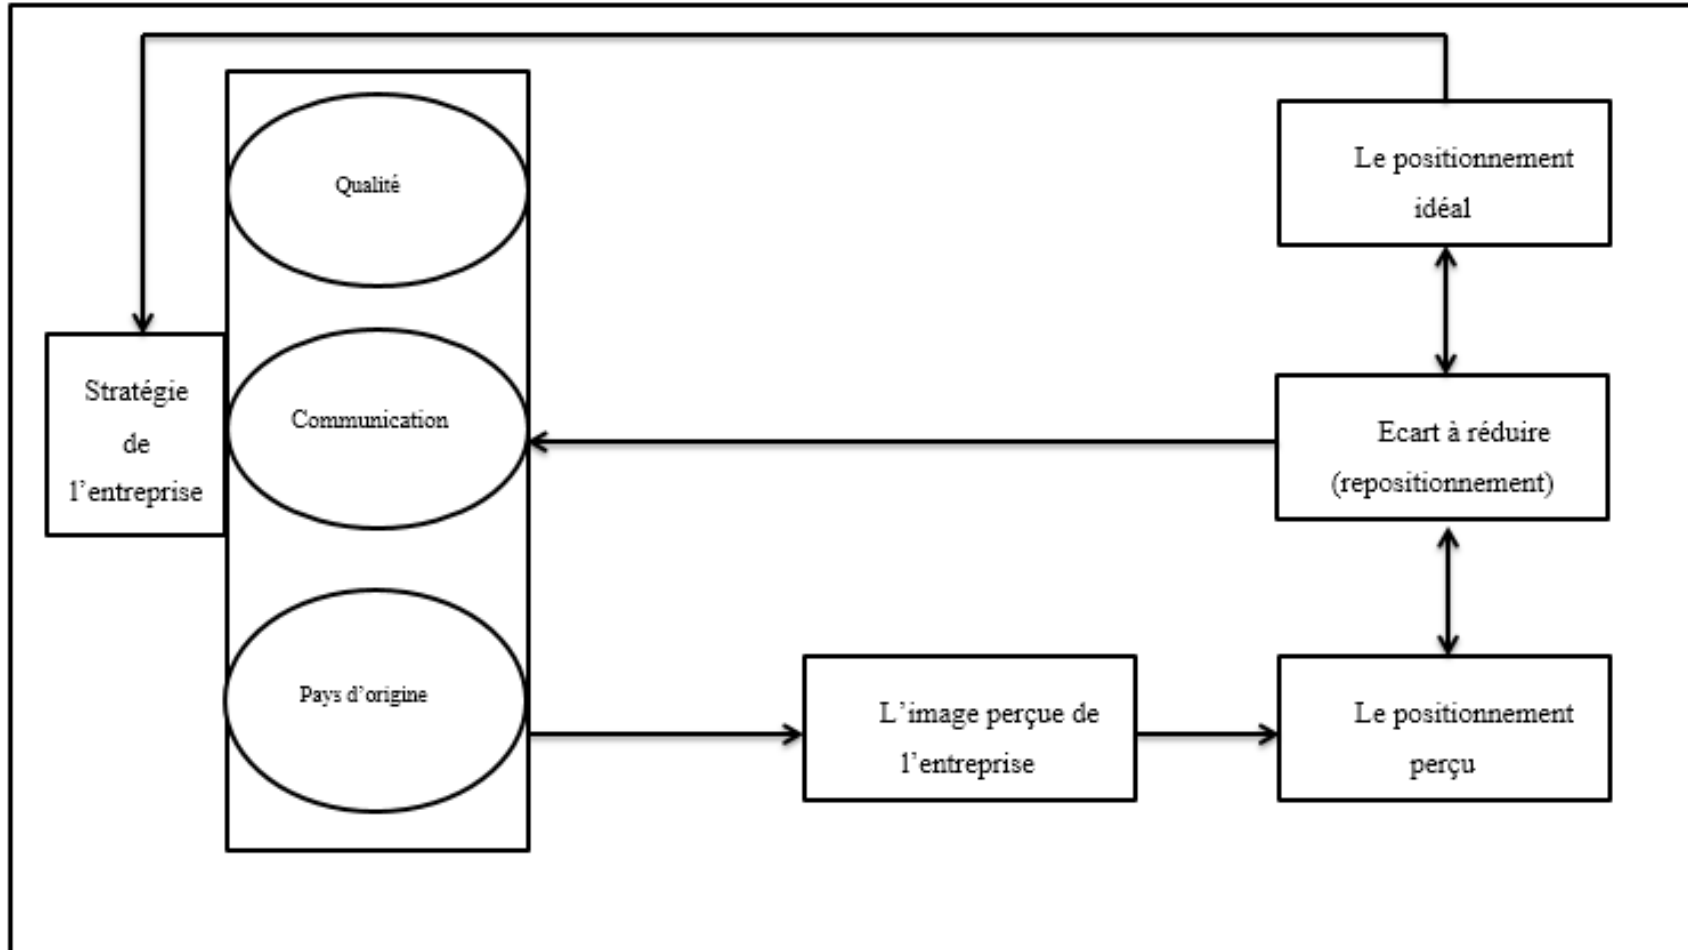 Qualité
Le positionnement
idéal
Stratégie
de
l’entreprise
Communication
Ecart à réduire
(repositionnement)
Pays d’origine
L’image perçue de
l’entreprise
Le positionnement
perçu